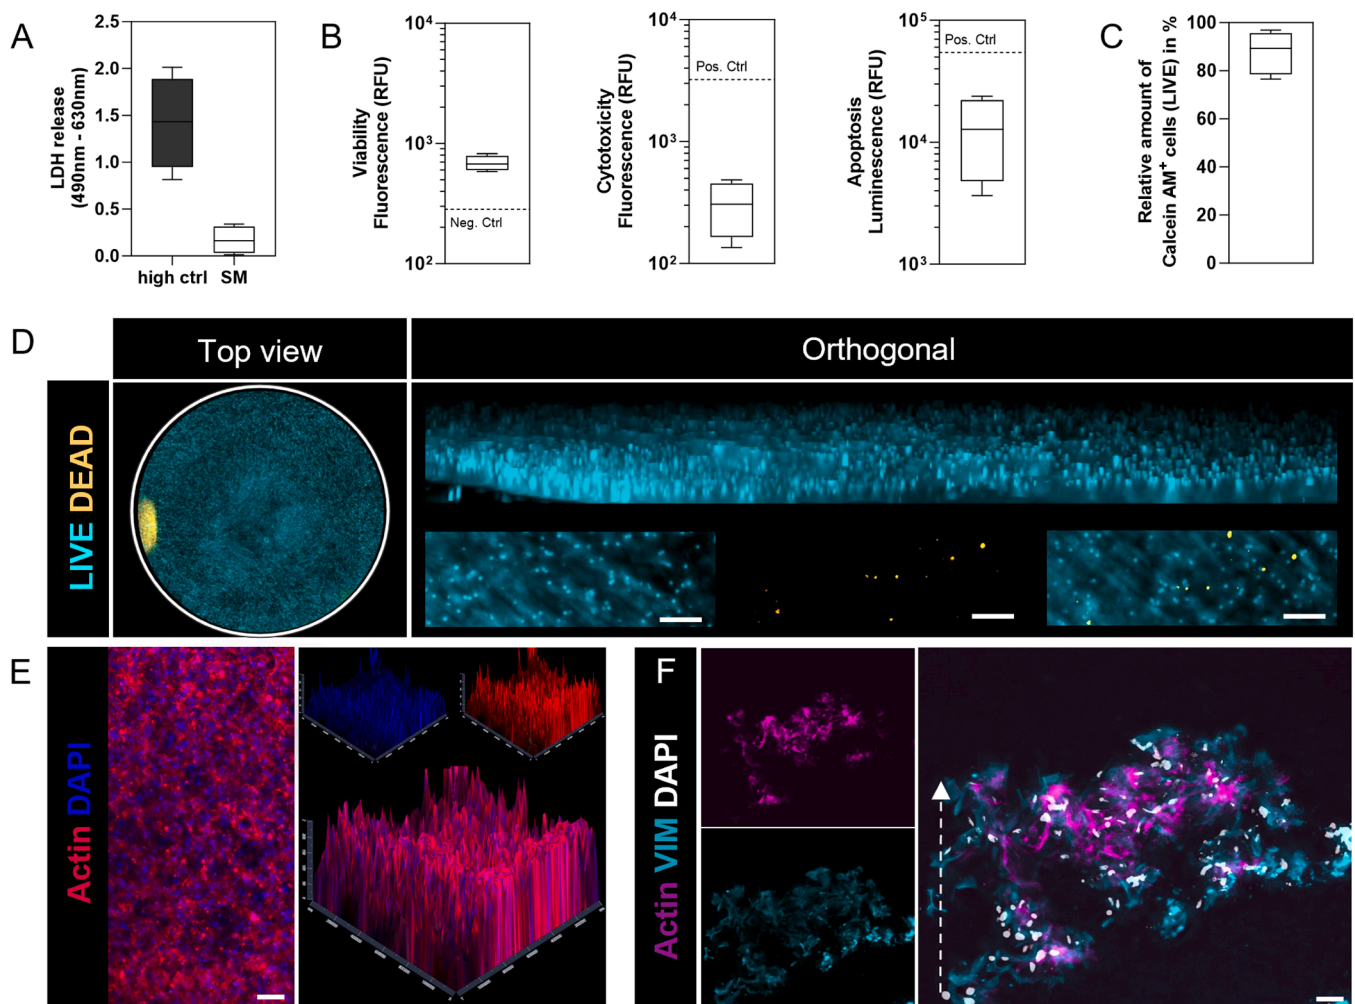 A
LDH release
(490nm - 630nm)
2.5
2.0
1.5
1.0
0.5
0.0
high ctrl
SM
B
Viability
Fluorescence (RFU)
10⁴
10³
10²
Neg. Ctrl
Cytotoxicity
Fluorescence (RFU)
10⁴
10³
10²
Pos. Ctrl
Apoptosis
Luminescence (RFU)
10⁵
10⁴
10³
Pos. Ctrl
C
Relative amount of
Calcein AM⁺ cells (LIVE) in %
100
80
60
40
20
0
D
Top view
Orthogonal
LIVE DEAD
E
Actin DAPI
F
Actin VIM DAPI